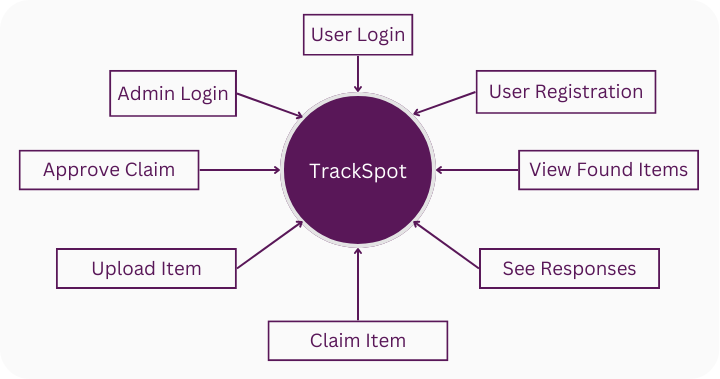 User Login
Admin Login
User Registration
Approve Claim
TrackSpot
View Found Items
Upload Item
See Responses
Claim Item